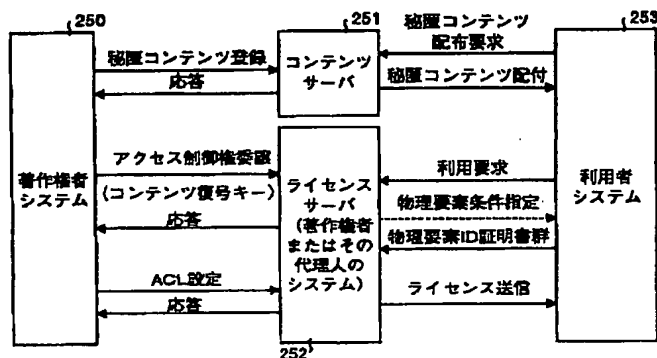 250
251
253
秘匿コンテンツ登録
応答
コンテンツ
サーバ
秘匿コンテンツ
配布要求
秘匿コンテンツ配付
著作権者
システム
アクセス制御権委譲
(コンテンツ復号キー)
応答
ACL設定
応答
ライセンス
サーバ
(著作権者
またはその
代理人の
システム)
252
利用要求
物理要素条件指定
物理要素ID証明書群
ライセンス送信
利用者
システム